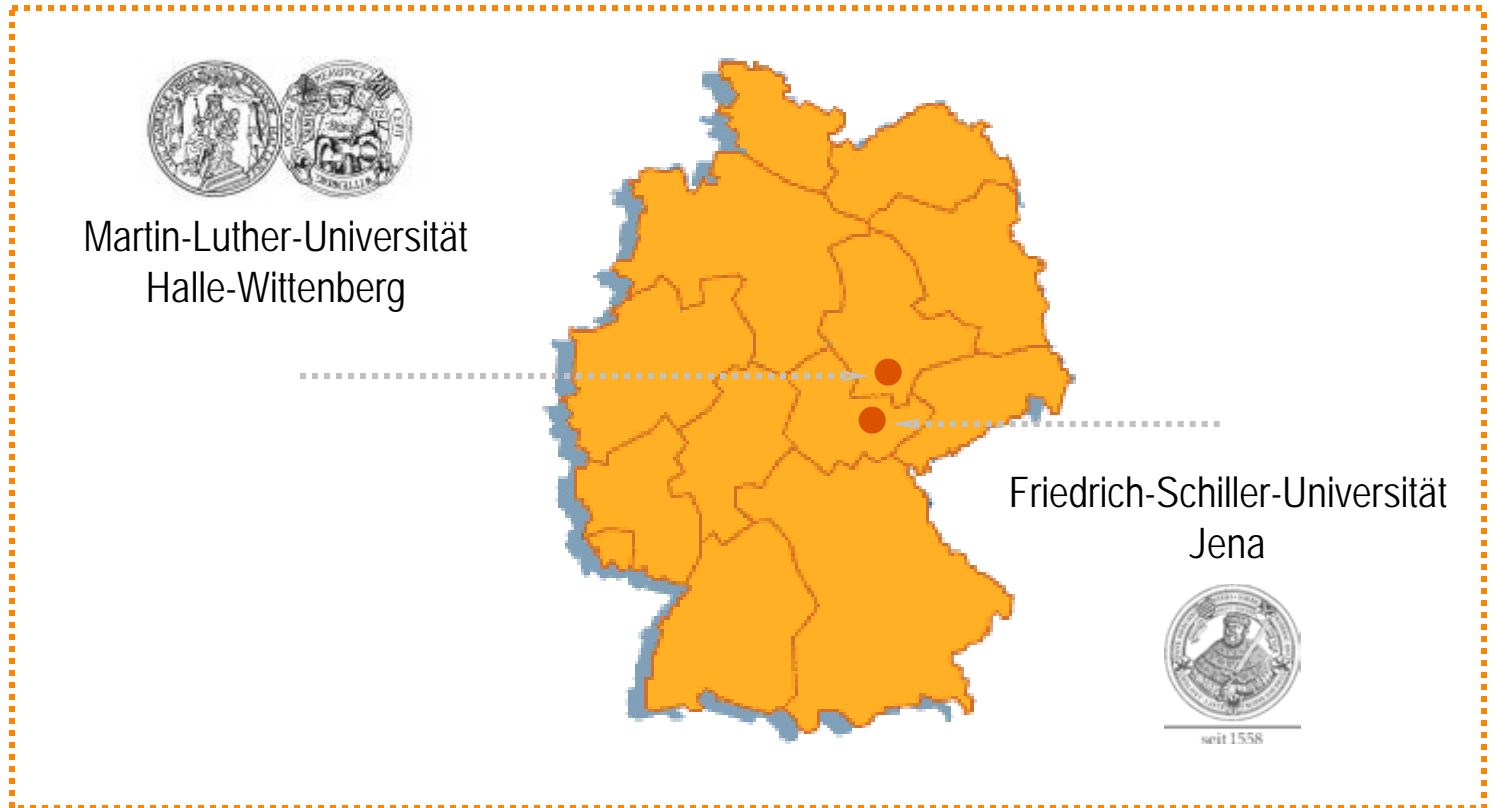 Martin-Luther-Universität
Halle-Wittenberg
Friedrich-Schiller-Universität
Jena
seit 1558